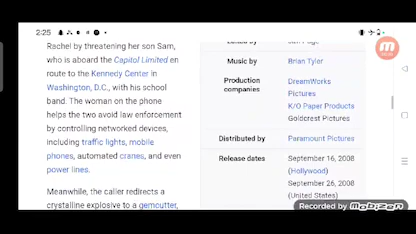 2:25
Rachel by threatening her son Sam,
who is aboard the Capitol Limited en
route to the Kennedy Center in
Washington, D.C., with his school
band. The woman on the phone
helps the two avoid law enforcement
by controlling networked devices,
including traffic lights, mobile
phones, automated cranes, and even
power lines.
Meanwhile, the caller redirects a
crystalline explosive to a gemcutter,
Music by Brian Tyler
Production DreamWorks
companies Pictures
K/O Paper Products
Goldcrest Pictures
Distributed by Paramount Pictures
Release dates September 16, 2008
(Hollywood)
September 26, 2008
(United States)
Recorded by Mobizen